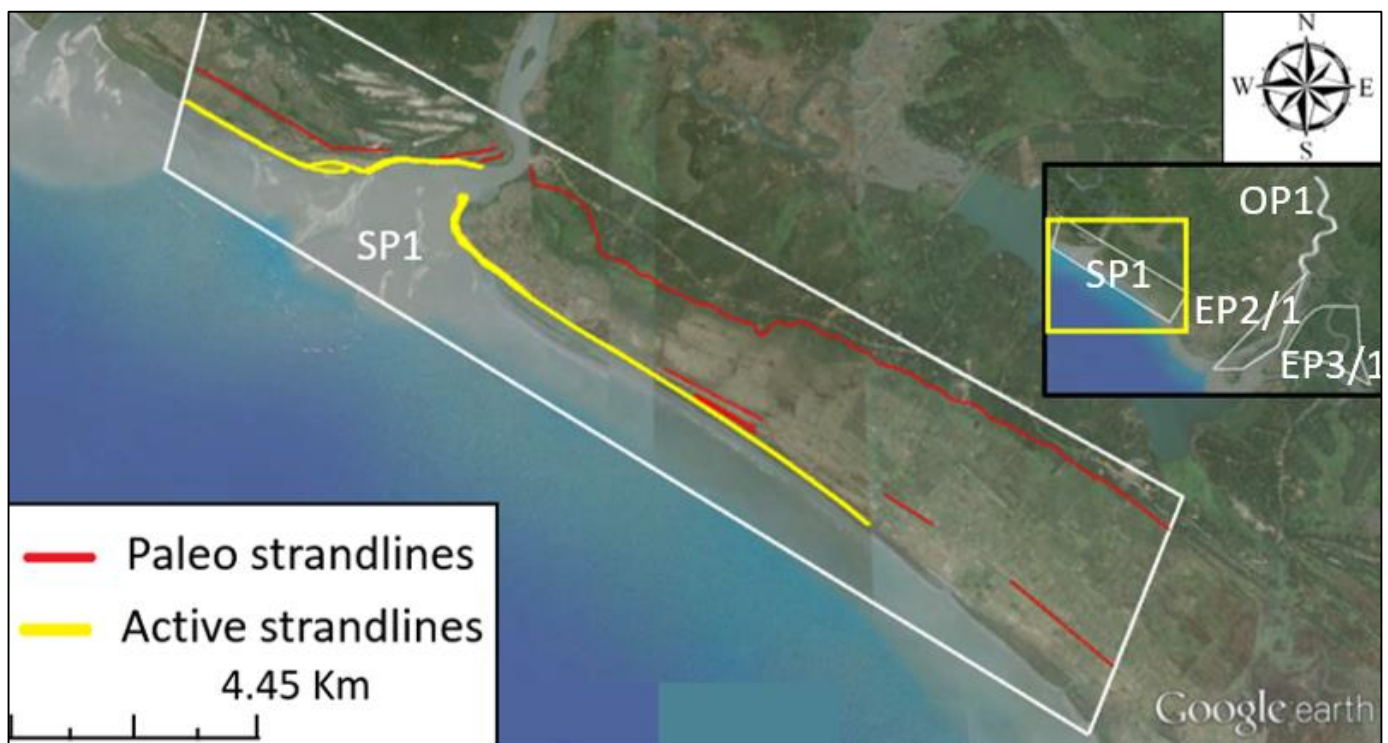 N
W E
S
OP1
SP1
EP2/1
EP3/1
SP1
Paleo strandlines
Active strandlines
4.45 Km
Google earth